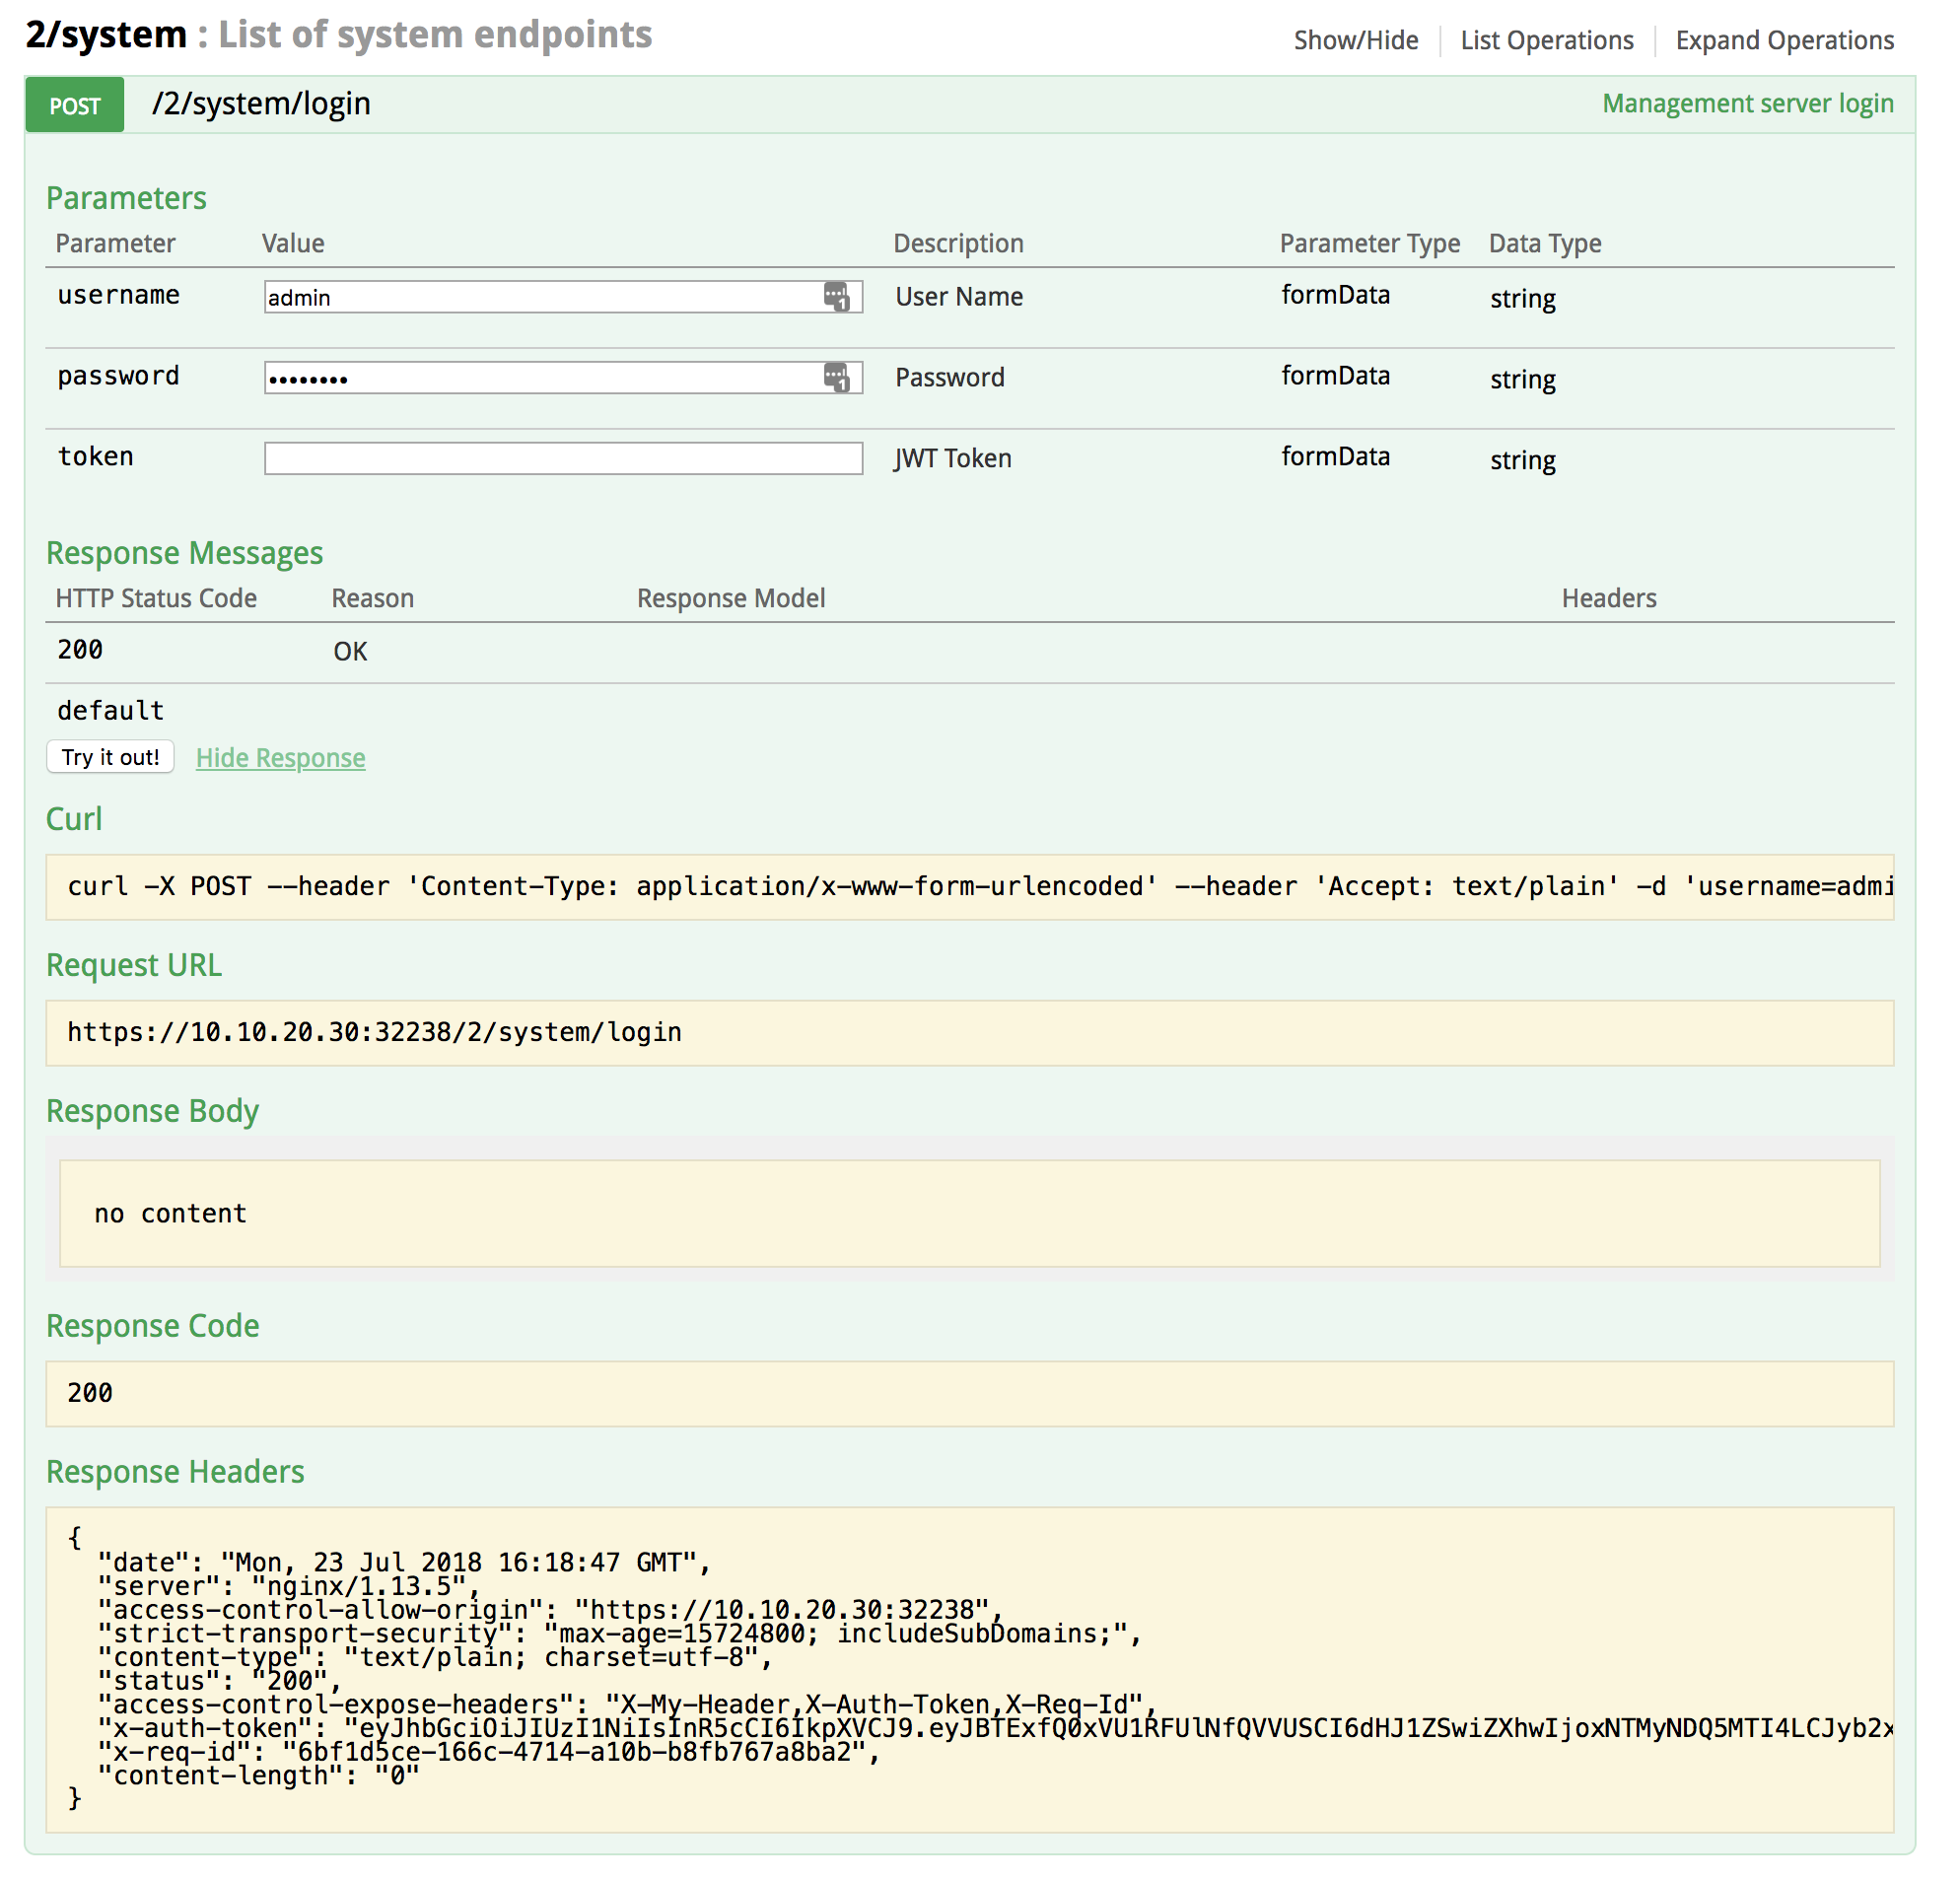 2/system : List of system endpoints
Show/Hide
List Operations
Expand Operations
POST
/2/system/login
Management server login
Parameters
Parameter Value Description Parameter Type Data Type
username admin User Name formData string
password •••••••• Password formData string
token JWT Token formData string
Response Messages
HTTP Status Code Reason Response Model Headers
200 OK
default
Try it out! Hide Response
Curl
curl -X POST --header 'Content-Type: application/x-www-form-urlencoded' --header 'Accept: text/plain' -d 'username=admi
Request URL
https://10.10.20.30:32238/2/system/login
Response Body
no content
Response Code
200
Response Headers
{
"date": "Mon, 23 Jul 2018 16:18:47 GMT",
"server": "nginx/1.13.5",
"access-control-allow-origin": "https://10.10.20.30:32238",
"strict-transport-security": "max-age=15724800; includeSubDomains;",
"content-type": "text/plain; charset=utf-8",
"status": "200",
"access-control-expose-headers": "X-My-Header,X-Auth-Token,X-Req-Id",
"x-auth-token": "eyJhbGciOiJIUzI1NiIsInR5cCI6IkpXVCJ9.eyJBTExfQ0xVU1RFUlNfQVVUSCI6dHJ1ZSwiZXhwIjoxNTMyNDQ5MTI4LCJyb2x
"x-req-id": "6bf1d5ce-166c-4714-a10b-b8fb767a8ba2",
"content-length": "0"
}